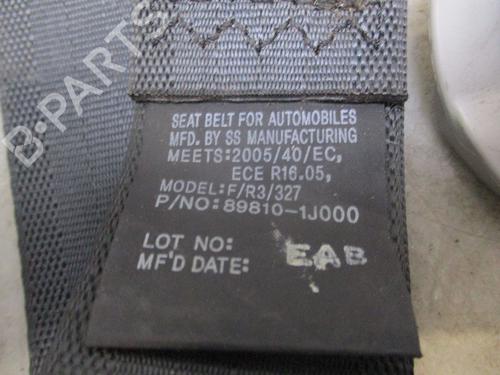 B-PARTS
SEAT BELT FOR AUTOMOBILES
MFD. BY SS MANUFACTURING
MEETS:2005/40/EC,
ECE R16.05,
MODEL:F/R3/327
P/NO: 89810-1J000
LOT NO:
EAB
MF'D DATE: